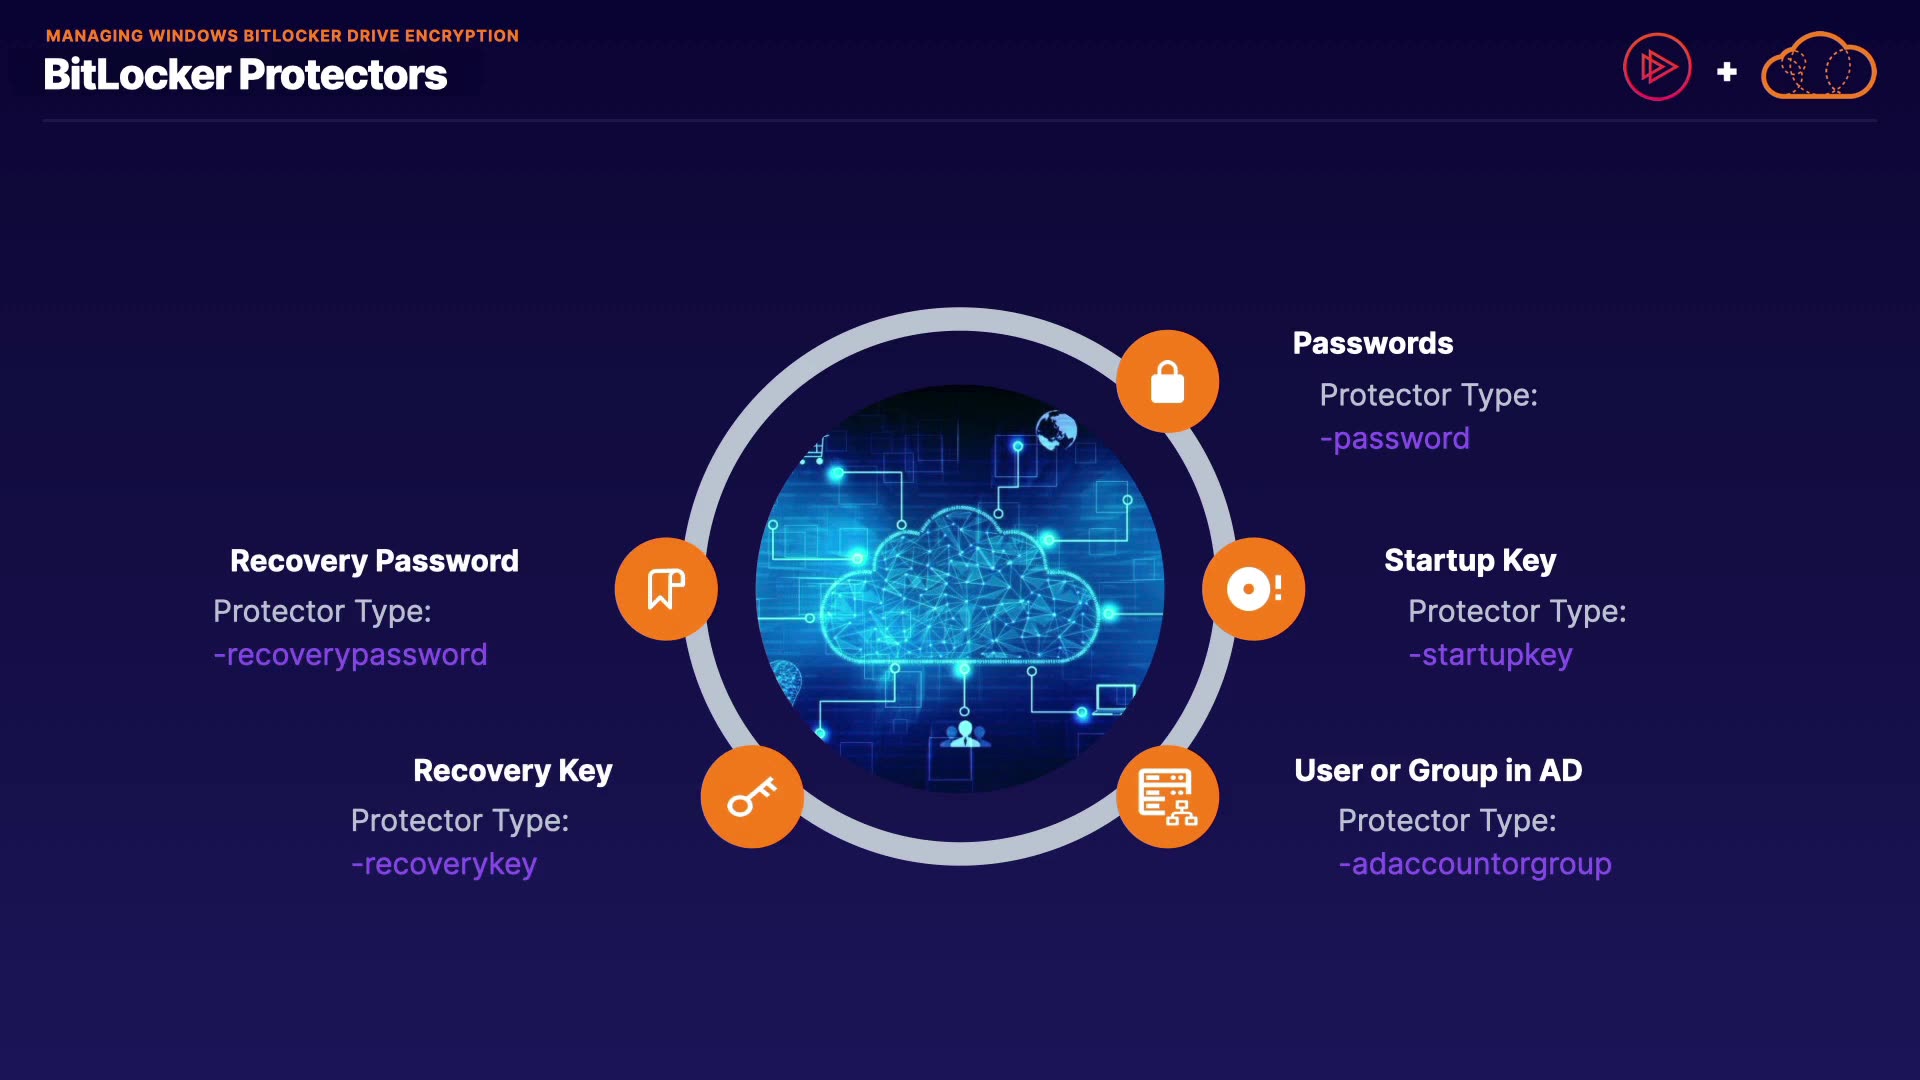 MANAGING WINDOWS BITLOCKER DRIVE ENCRYPTION
BitLocker Protectors
Passwords
Protector Type:
-password
Startup Key
Protector Type:
-startupkey
User or Group in AD
Protector Type:
-adaccountorgroup
Recovery Key
Protector Type:
-recoverykey
Recovery Password
Protector Type:
-recoverypassword